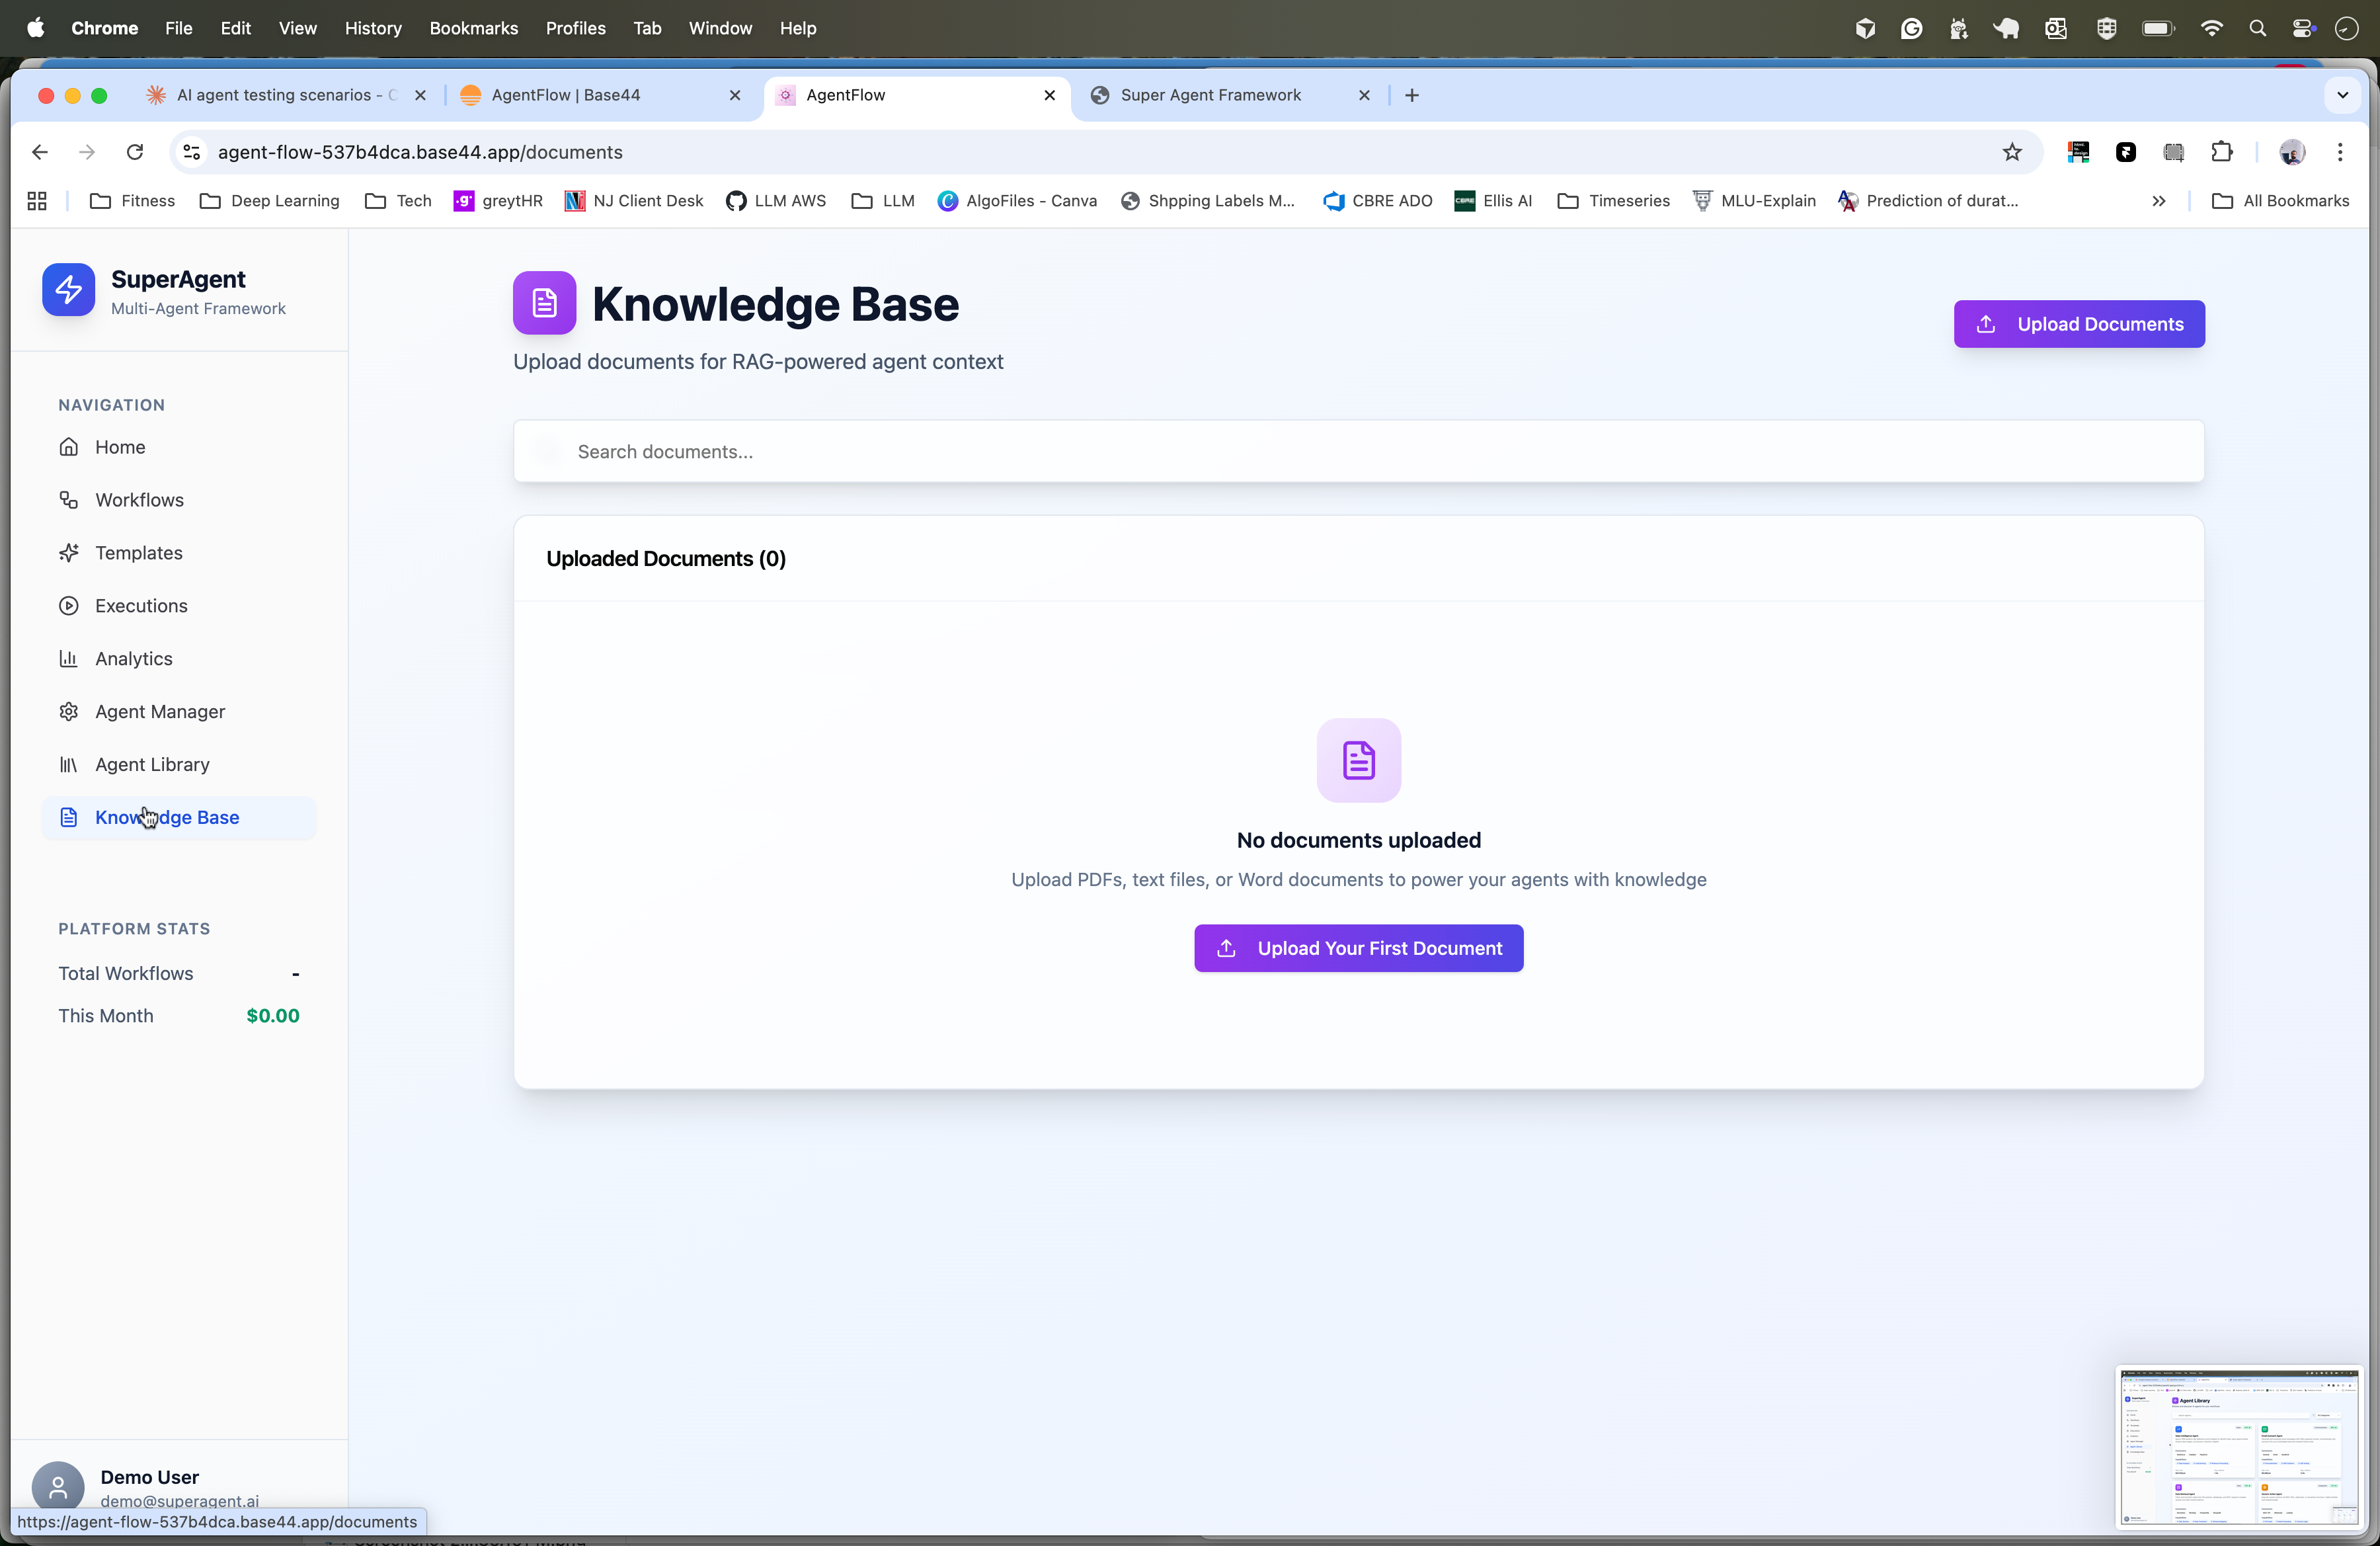 Chrome File Edit View History Bookmarks Profiles Tab Window Help
AI agent testing scenarios - C
AgentFlow | Base44
AgentFlow
Super Agent Framework
agent-flow-537b4dca.base44.app/documents
Fitness
Deep Learning
Tech
greytHR
NJ Client Desk
LLM AWS
LLM
AlgoFiles - Canva
Shpping Labels M...
CBRE ADO
Ellis AI
Timeseries
MLU-Explain
Prediction of durat...
All Bookmarks
SuperAgent
Multi-Agent Framework
NAVIGATION
Home
Workflows
Templates
Executions
Analytics
Agent Manager
Agent Library
Knowledge Base
PLATFORM STATS
Total Workflows -
This Month $0.00
Demo User
demo@superagent.ai
https://agent-flow-537b4dca.base44.app/documents
Knowledge Base
Upload documents for RAG-powered agent context
Upload Documents
Search documents...
Uploaded Documents (0)
No documents uploaded
Upload PDFs, text files, or Word documents to power your agents with knowledge
Upload Your First Document
Agent Library